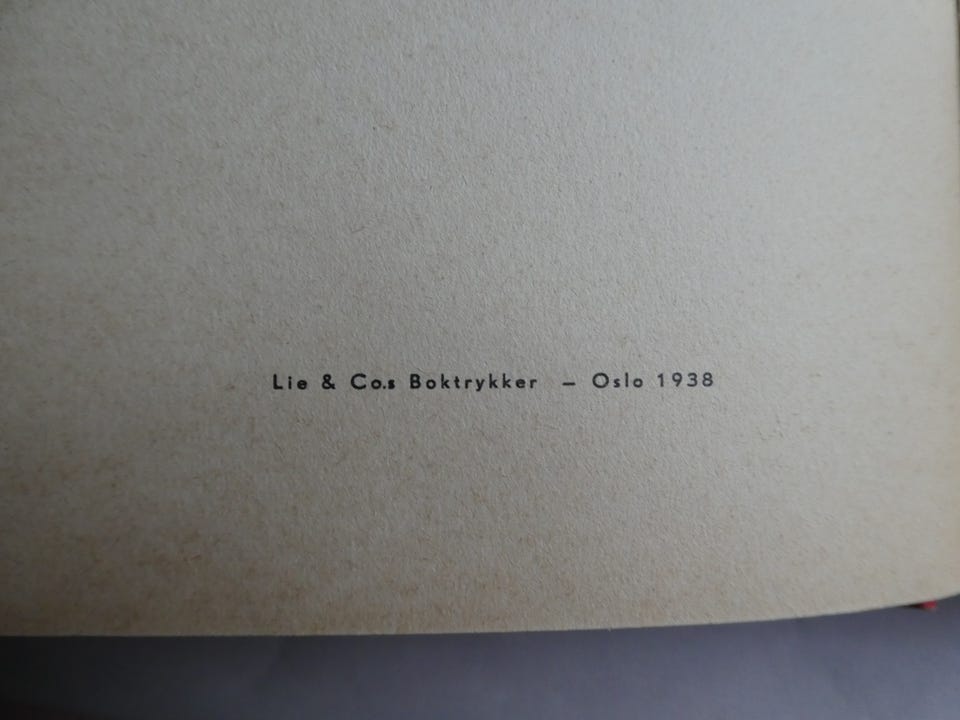 Lie & Co.s Boktrykker – Oslo 1938